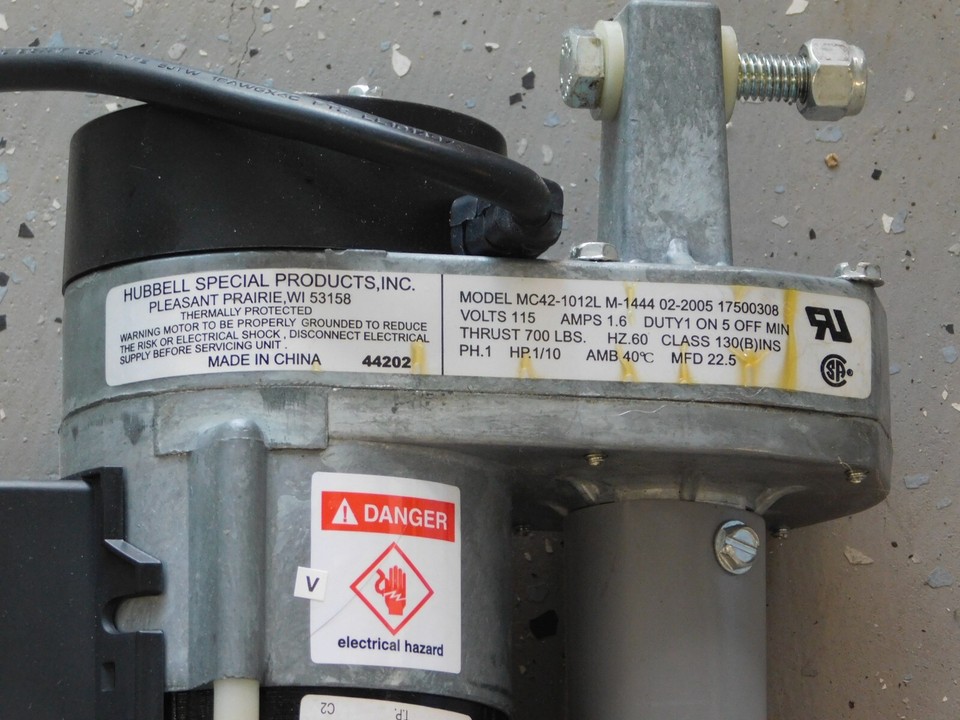 HUBBELL SPECIAL PRODUCTS,INC.
PLEASANT PRAIRIE,WI 53158
THERMALLY PROTECTED
WARNING MOTOR TO BE PROPERLY GROUNDED TO REDUCE
THE RISK OR ELECTRICAL SHOCK , DISCONNECT ELECTRICAL
SUPPLY BEFORE SERVICING UNIT .
MADE IN CHINA 44202
MODEL MC42-1012L M-1444 02-2005 17500308
VOLTS 115 AMPS 1.6 DUTY1 ON 5 OFF MIN
THRUST 700 LBS. HZ.60 CLASS 130(B)INS
PH.1 HP.1/10 AMB 40℃ MFD 22.5
RU
SA
DANGER
V
electrical hazard
C2
T.P.